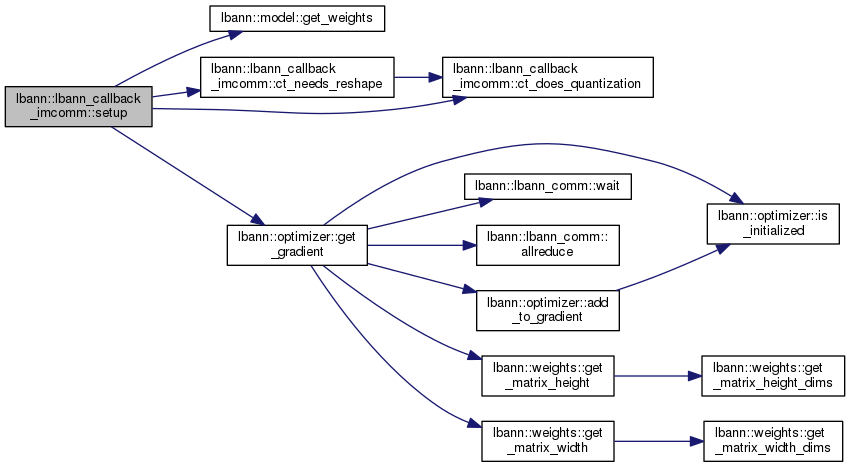 lbann::model::get_weights
lbann::lbann_callback
_imcomm::ct_needs_reshape
lbann::lbann_callback
_imcomm::ct_does_quantization
lbann::lbann_callback
_imcomm::setup
lbann::optimizer::get
_gradient
lbann::lbann_comm::wait
lbann::lbann_comm::
allreduce
lbann::optimizer::is
_initialized
lbann::optimizer::add
_to_gradient
lbann::weights::get
_matrix_height
lbann::weights::get
_matrix_height_dims
lbann::weights::get
_matrix_width
lbann::weights::get
_matrix_width_dims